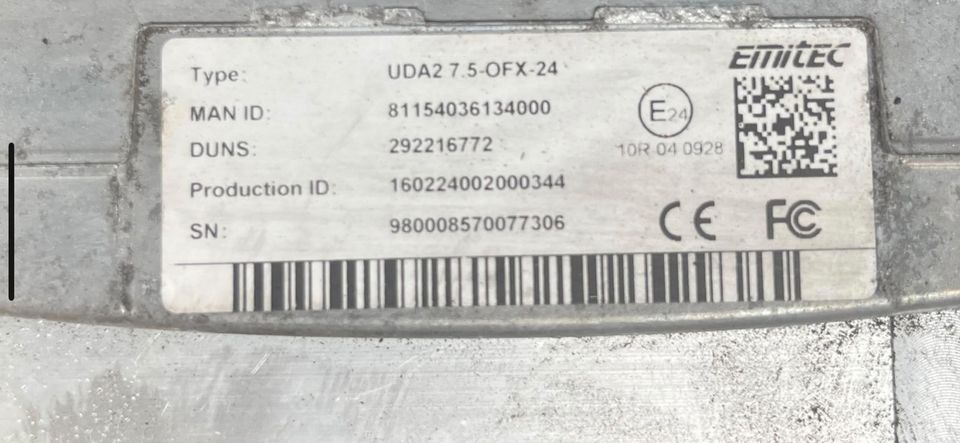 EMITEC
Type: UDA2 7.5-OFX-24
MAN ID: 81154036134000
DUNS: 292216772
Production ID: 160224002000344
SN: 980008570077306
E24
10R-04 0928
CE FC